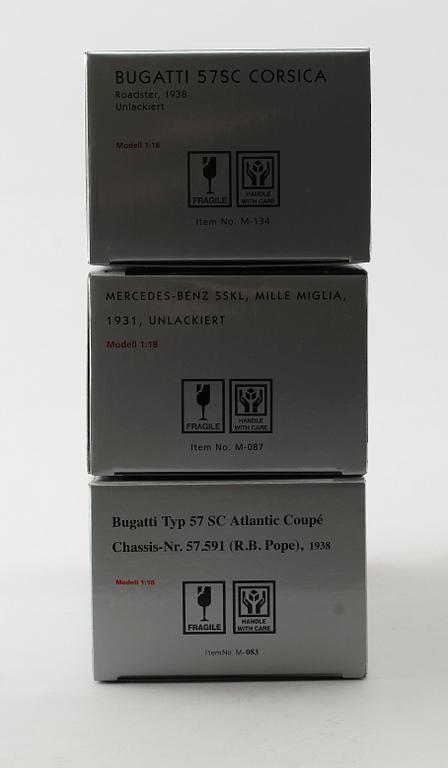 BUGATTI 57SC CORSICA
Roadster, 1938
Unlackiert
Modell 1:18
FRAGILE
HANDLE
WITH CARE
Item No. M-134
MERCEDES-BENZ SSKL, MILLE MIGLIA,
1931, UNLACKIERT
Modell 1:18
FRAGILE
HANDLE
WITH CARE
Item No. M-087
Bugatti Typ 57 SC Atlantic Coupé
Chassis-Nr. 57.591 (R.B. Pope), 1938
Modell 1:18
FRAGILE
HANDLE
WITH CARE
Item No. M-083